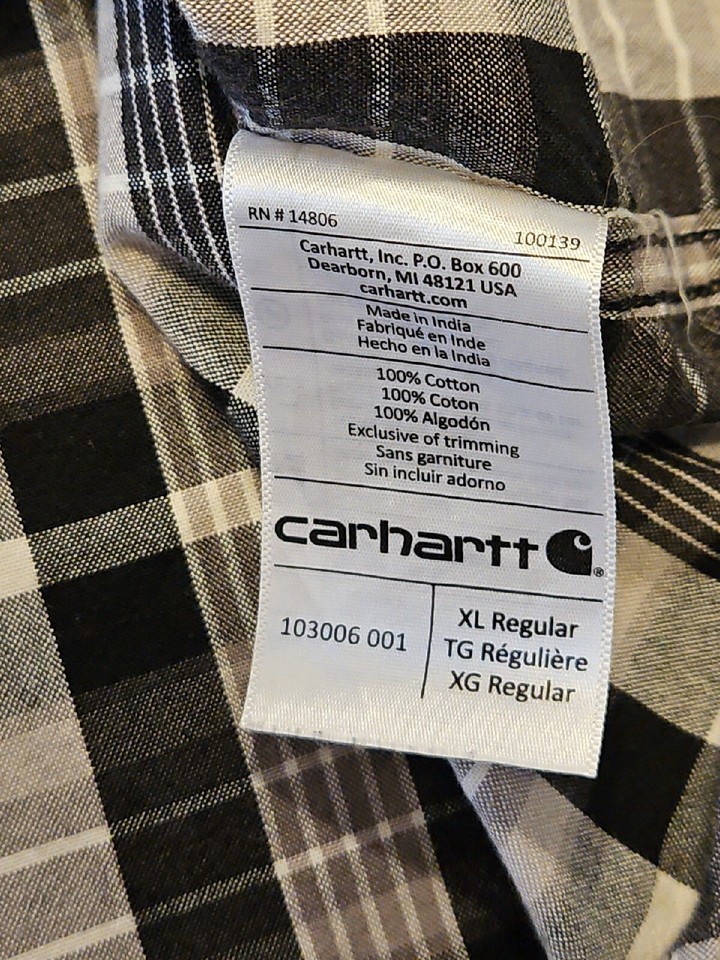 RN # 14806
100139
Carhartt, Inc. P.O. Box 600
Dearborn, MI 48121 USA
carhartt.com
Made in India
Fabriqué en Inde
Hecho en la India
100% Cotton
100% Coton
100% Algodón
Exclusive of trimming
Sans garniture
Sin incluir adorno
carhartt
®
103006 001
XL Regular
TG Régulière
XG Regular